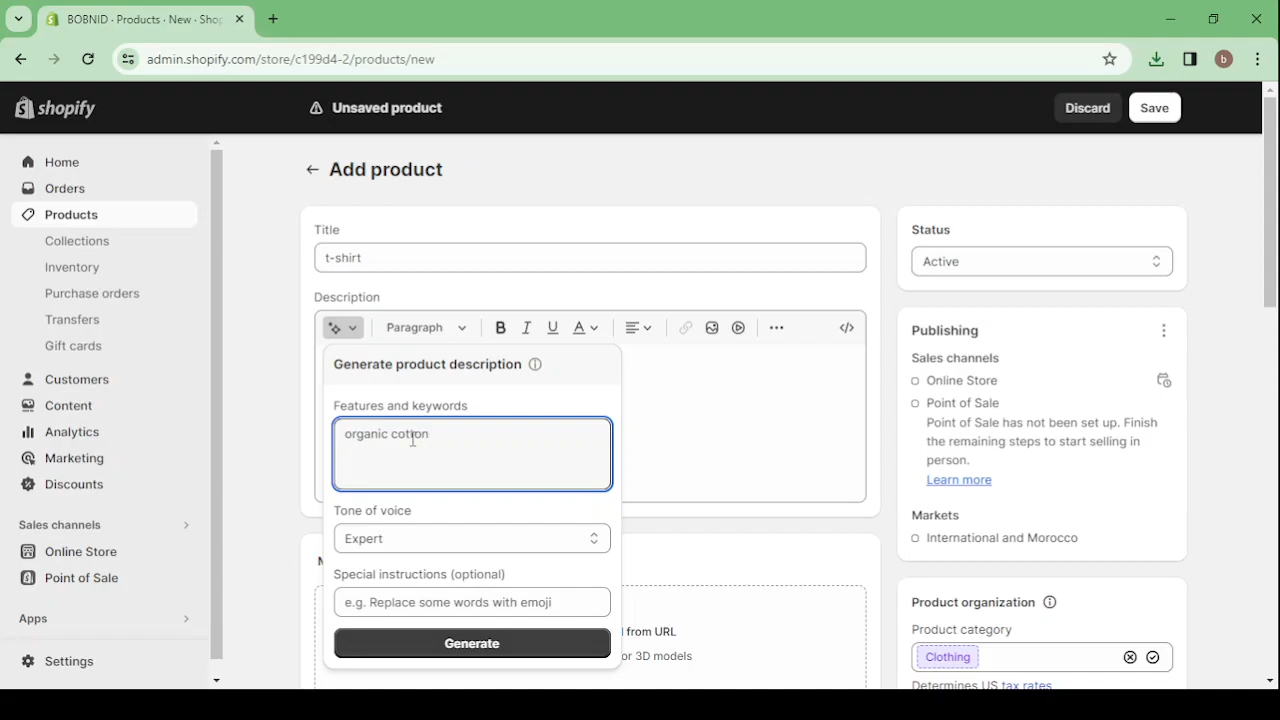 BOBNID · Products · New · Shop
admin.shopify.com/store/c199d4-2/products/new
b
shopify
Unsaved product
Discard
Save
Home
Orders
Products
Collections
Inventory
Purchase orders
Transfers
Gift cards
Customers
Content
Analytics
Marketing
Discounts
Sales channels
Online Store
Point of Sale
Apps
Settings
Add product
Title
t-shirt
Description
Paragraph
B I U A
Generate product description
Features and keywords
organic cotton
Tone of voice
Expert
Special instructions (optional)
e.g. Replace some words with emoji
Generate
from URL
or 3D models
Status
Active
Publishing
Sales channels
Online Store
Point of Sale
Point of Sale has not been set up. Finish
the remaining steps to start selling in
person.
Learn more
Markets
International and Morocco
Product organization
Product category
Clothing
Determines US tax rates